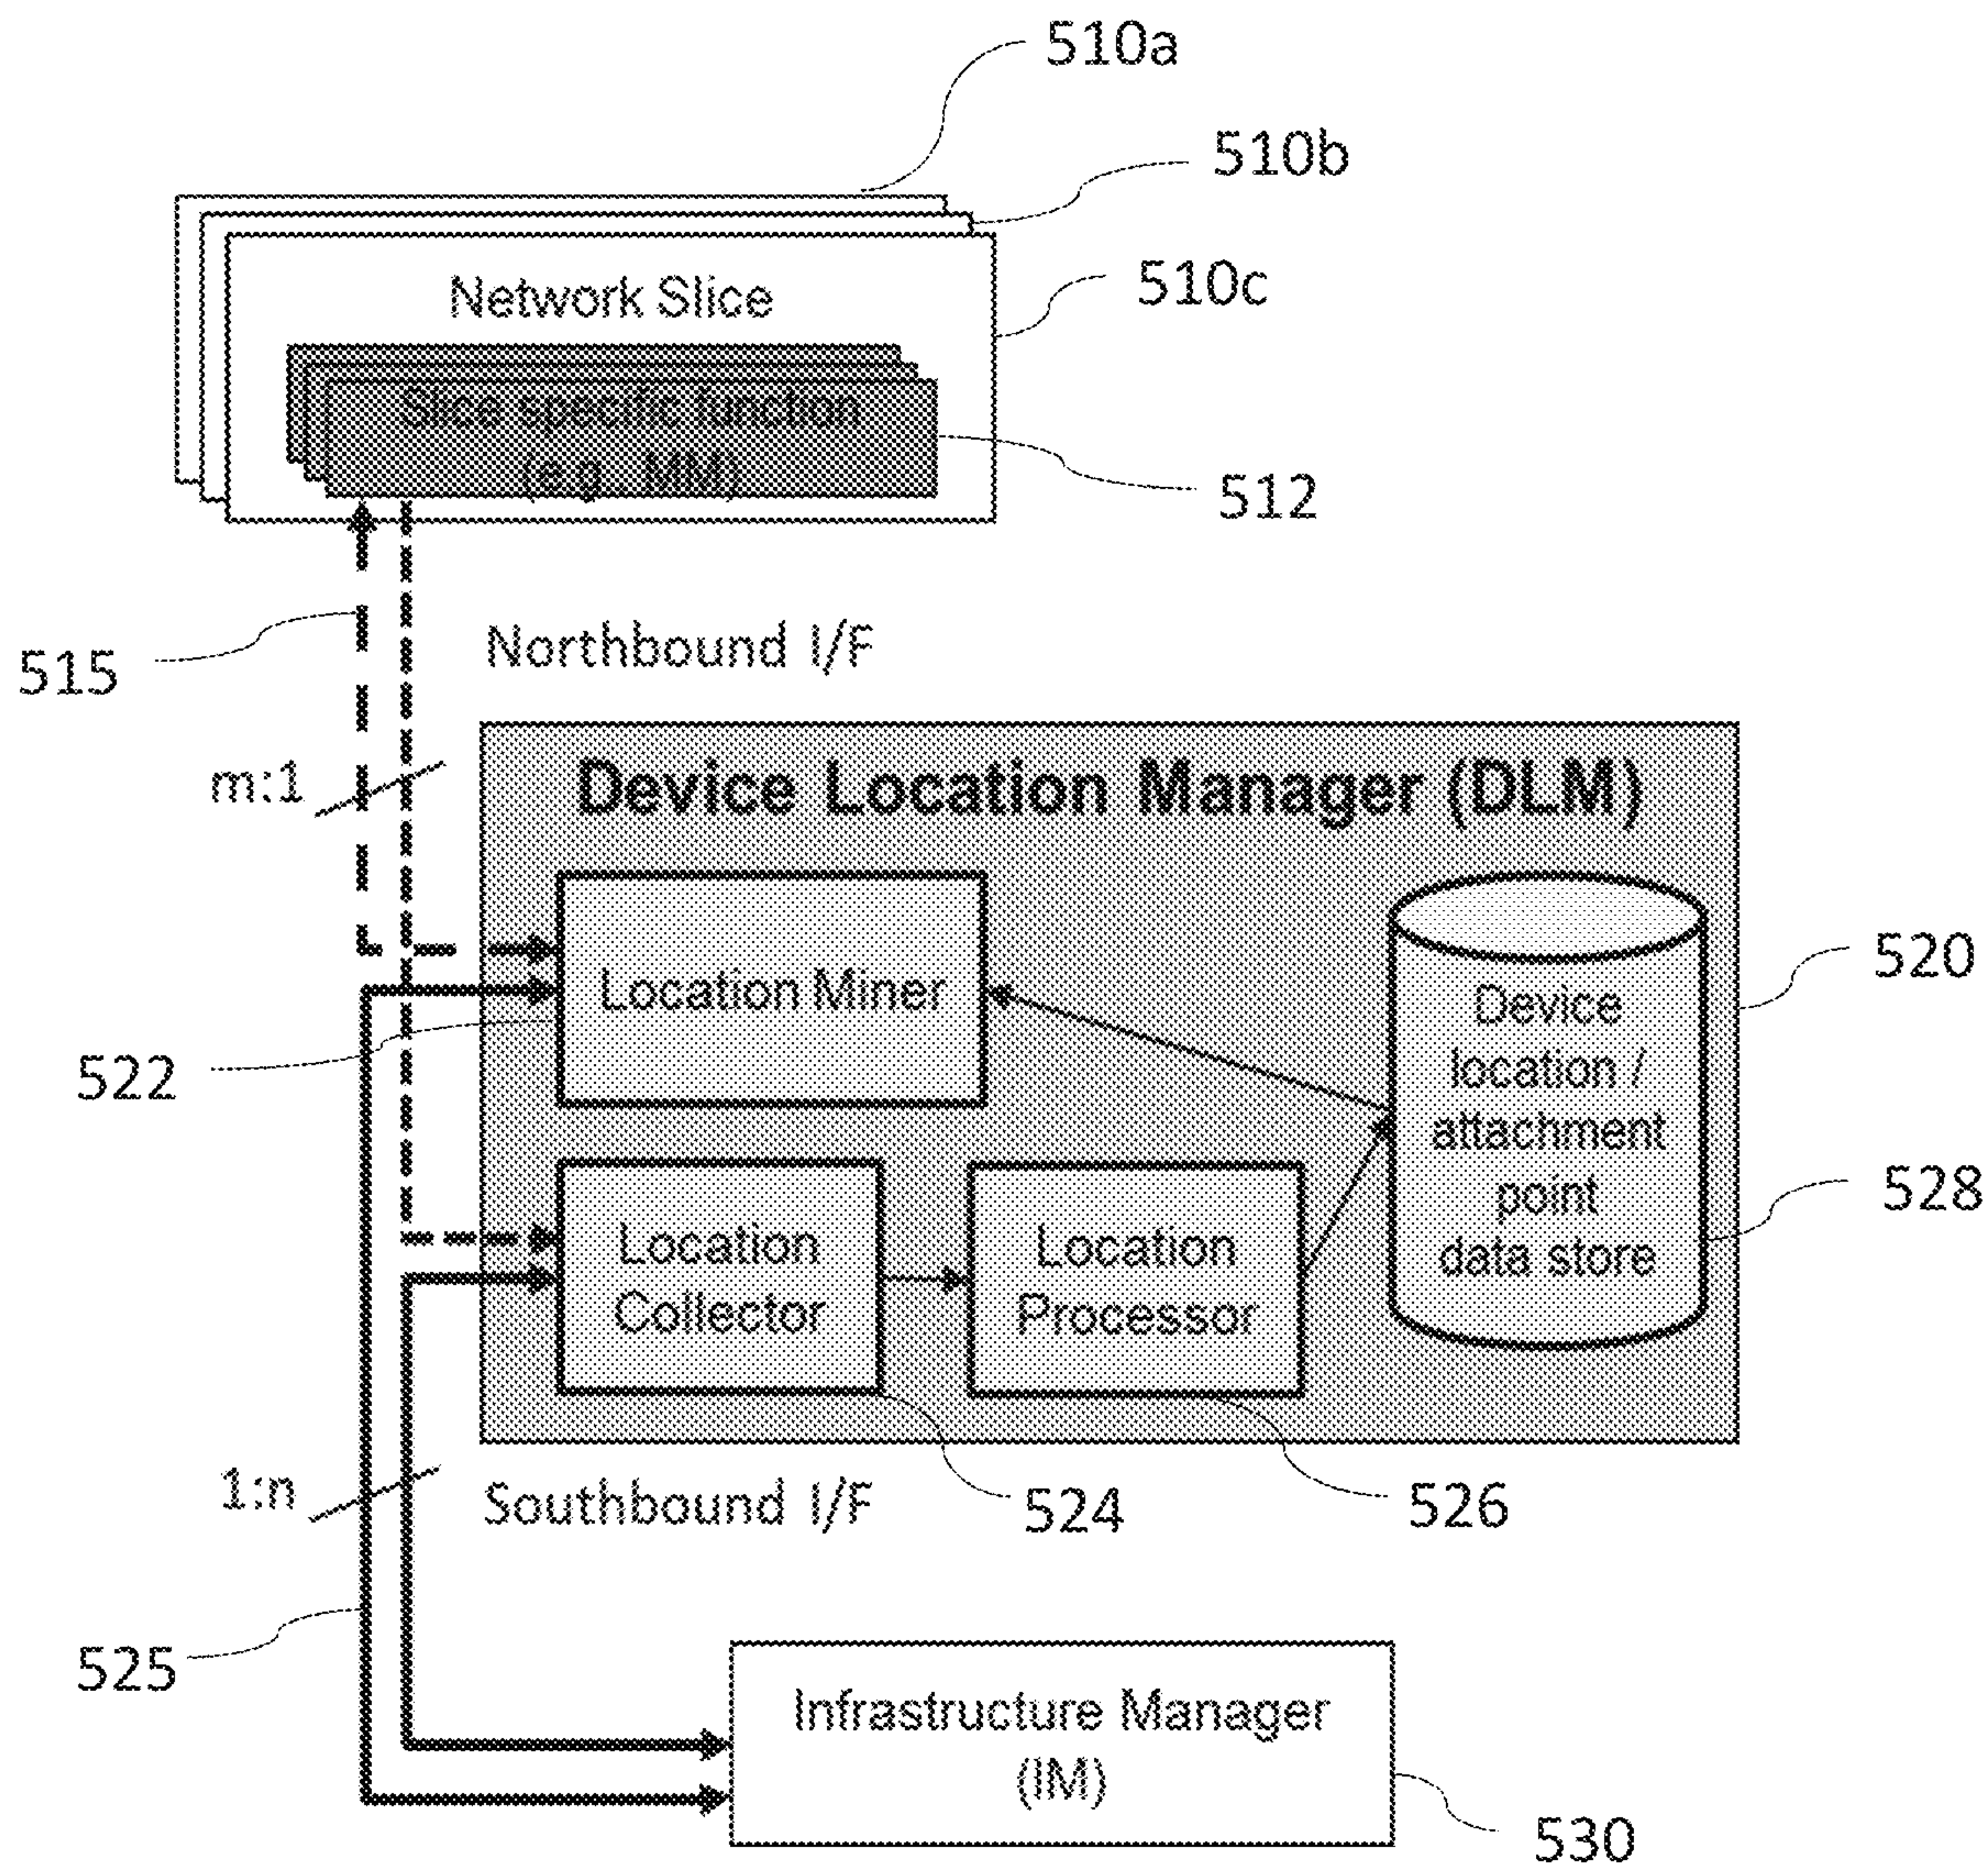 510a
510b
510c
Network Slice
Slice specific function
(e.g., MM)
512
515
Northbound I/F
m:1
Device Location Manager (DLM)
Location Miner
522
Device
location /
attachment
point
data store
520
528
Location
Collector
Location
Processor
1:n
Southbound I/F
524
526
525
Infrastructure Manager
(IM)
530